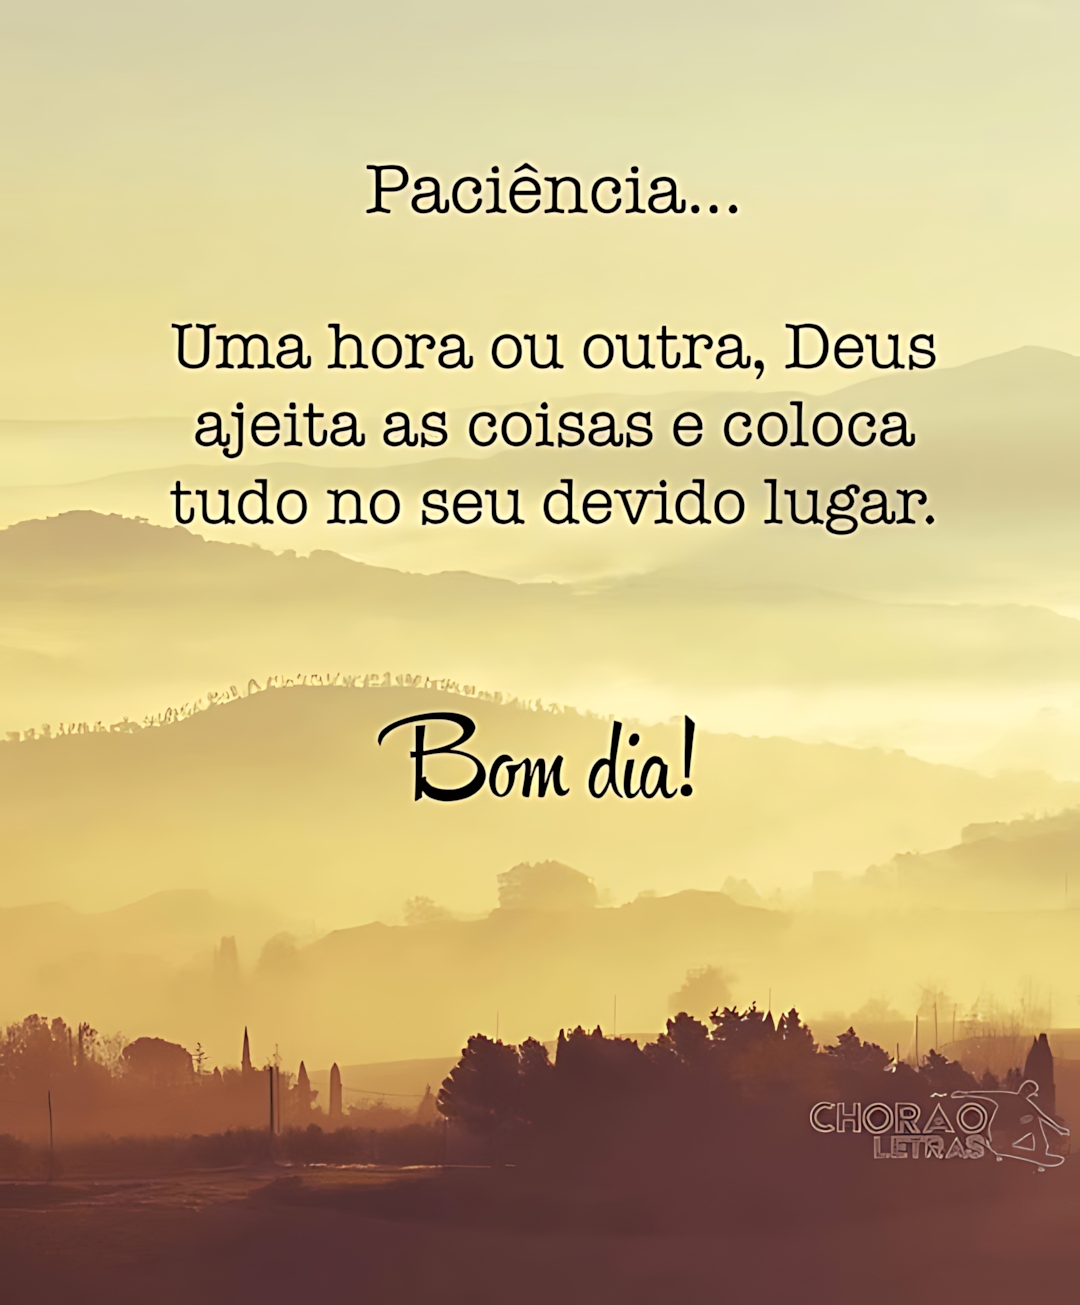 Paciência...
Uma hora ou outra, Deus
ajeita as coisas e coloca
tudo no seu devido lugar.
Bom dia!
CHORÃO
LETRAS